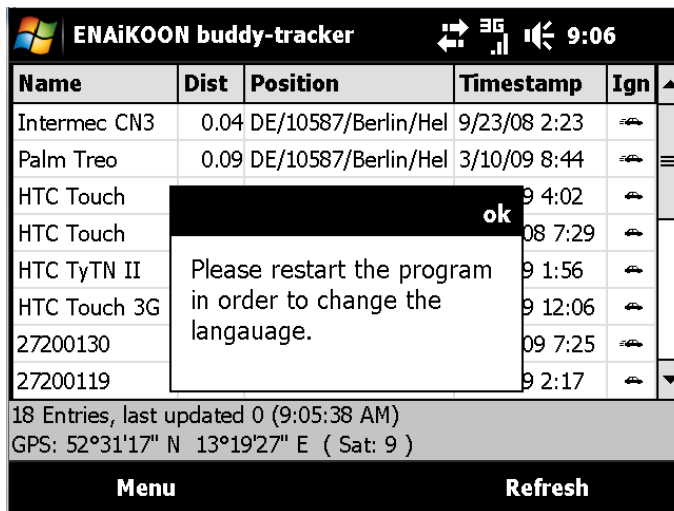 ENAiKOON buddy-tracker 3G 9:06
Name Dist Position Timestamp Ign
Intermec CN3 0.04 DE/10587/Berlin/Hel 9/23/08 2:23
Palm Treo 0.09 DE/10587/Berlin/Hel 3/10/09 8:44
HTC Touch 9 4:02
HTC Touch 08 7:29
HTC TyTN II 9 1:56
HTC Touch 3G 9 12:06
27200130 09 7:25
27200119 9 2:17
ok
Please restart the program
in order to change the
langauage.
18 Entries, last updated 0 (9:05:38 AM)
GPS: 52°31'17" N 13°19'27" E ( Sat: 9 )
Menu Refresh